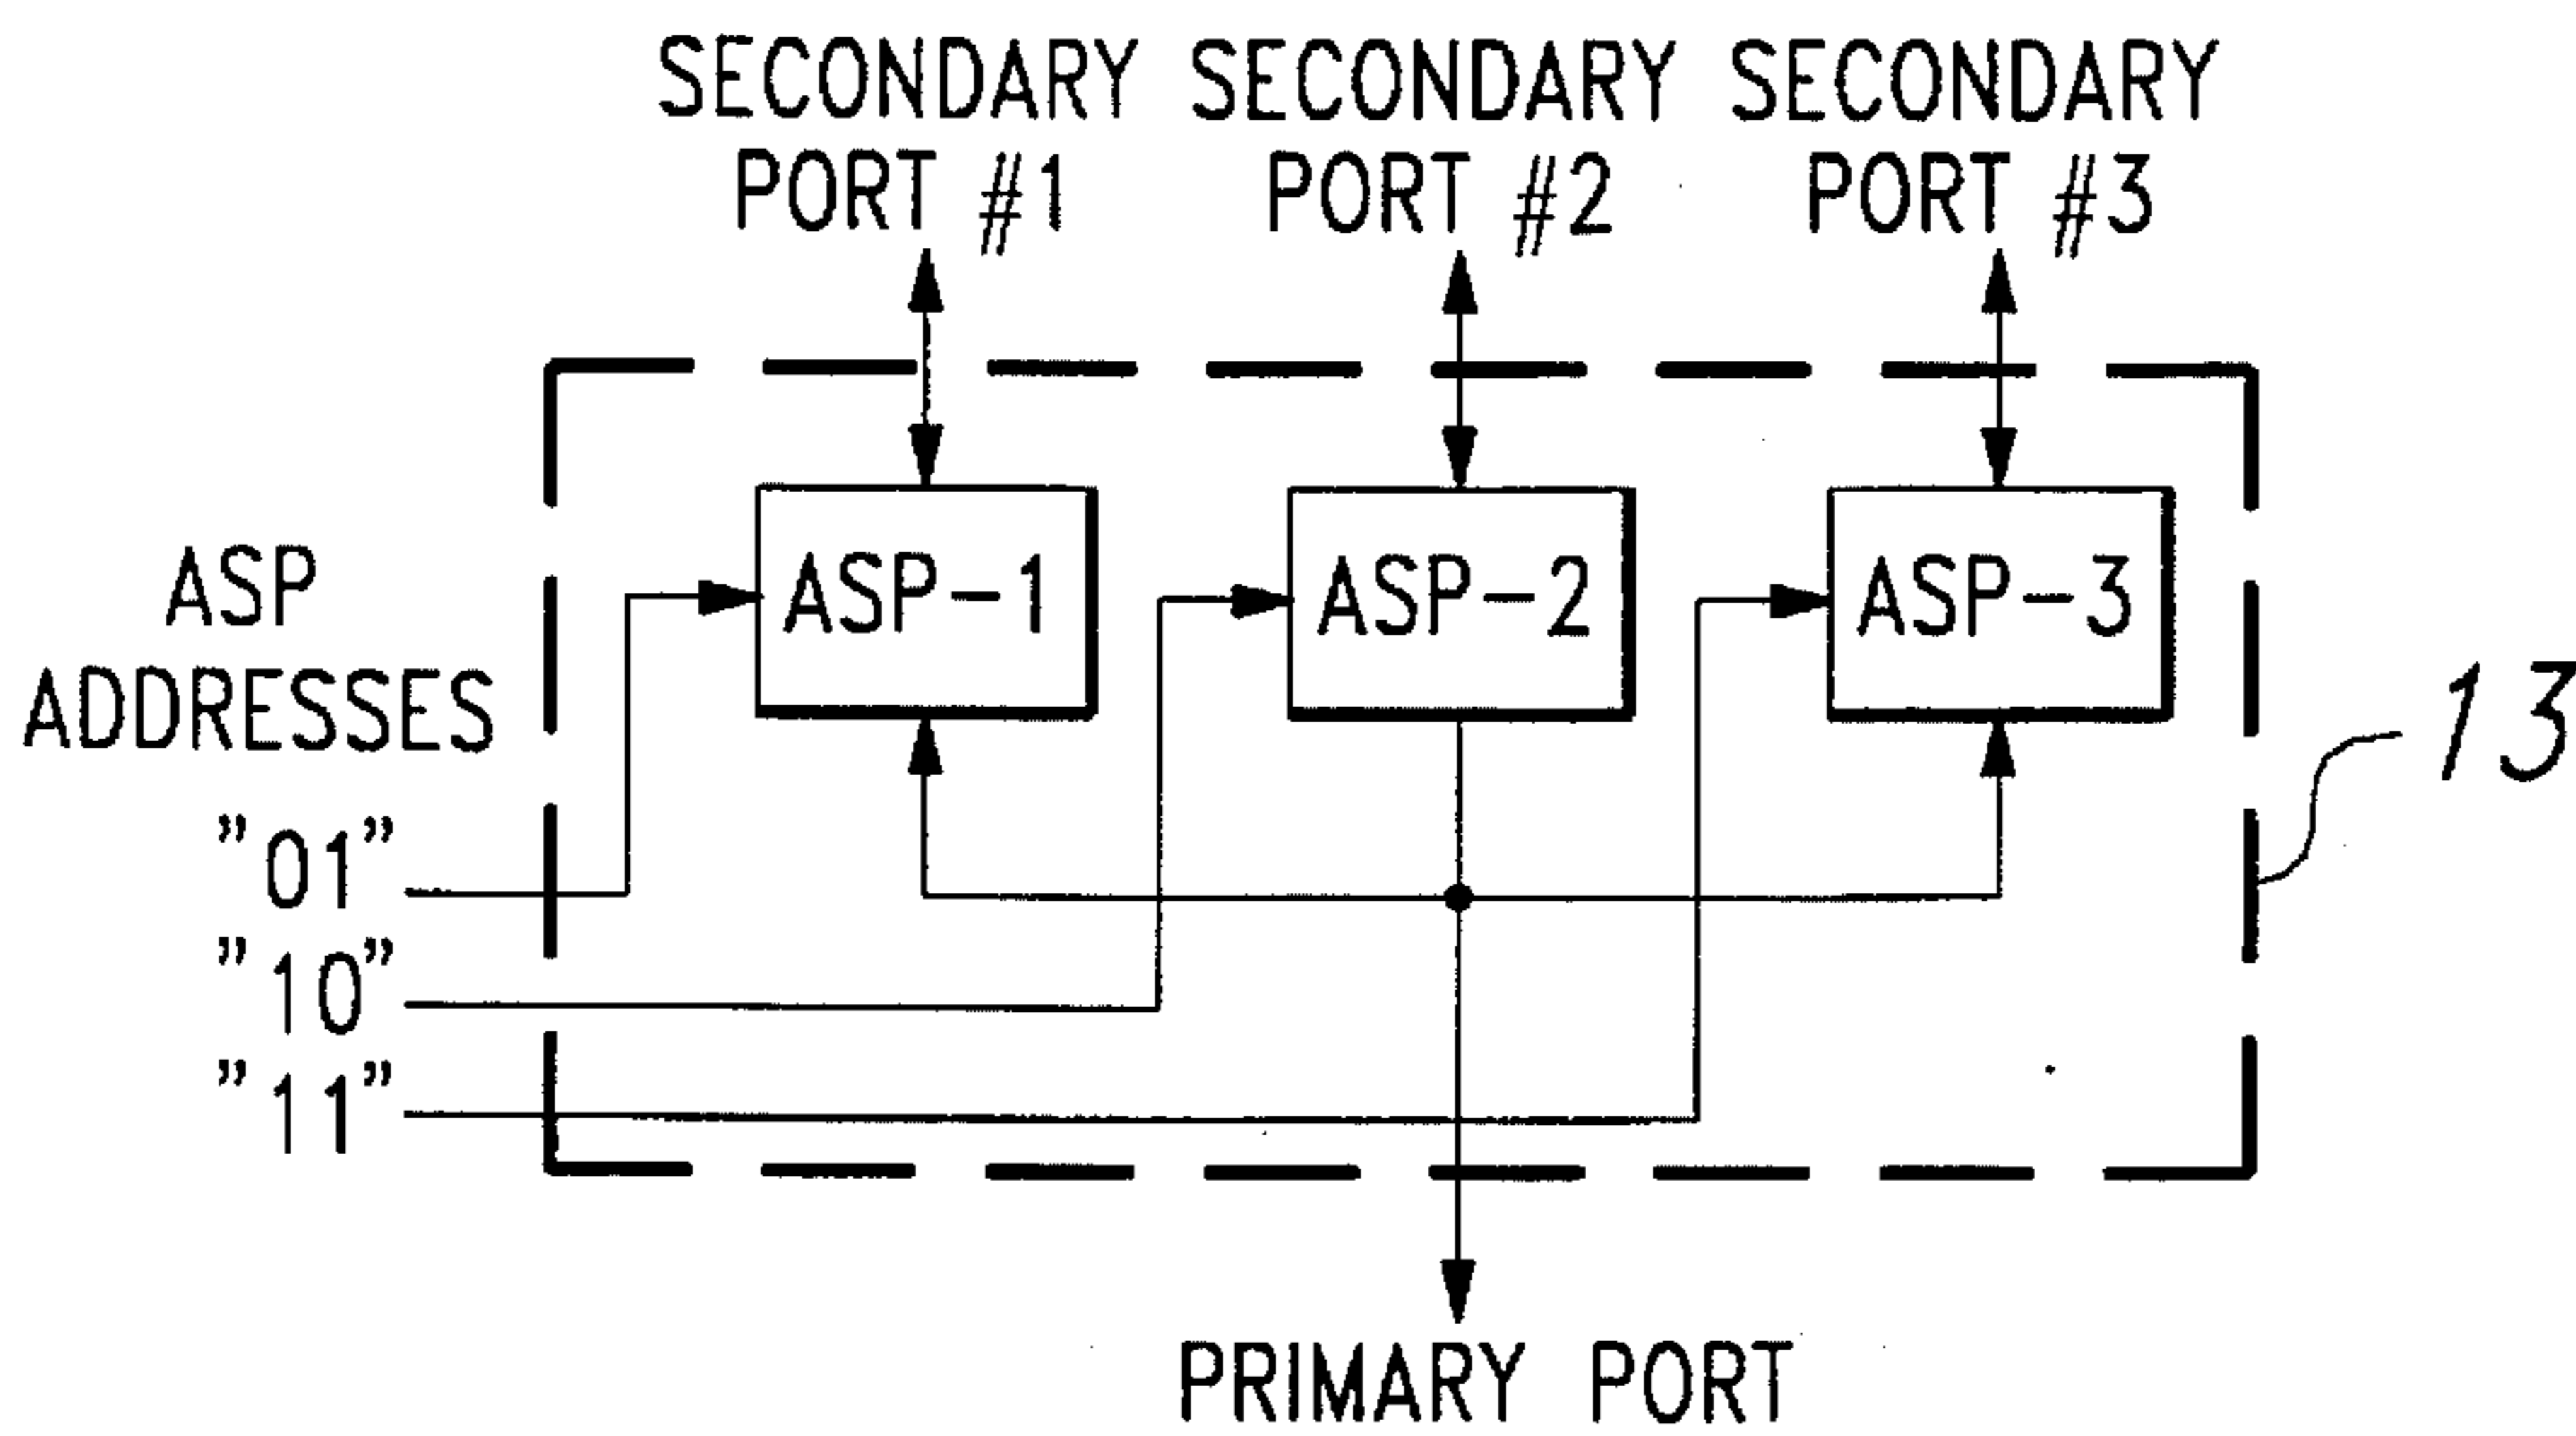 SECONDARY PORT #1
SECONDARY PORT #2
SECONDARY PORT #3
ASP ADDRESSES
ASP-1
ASP-2
ASP-3
13
"01"
"10"
"11"
PRIMARY PORT